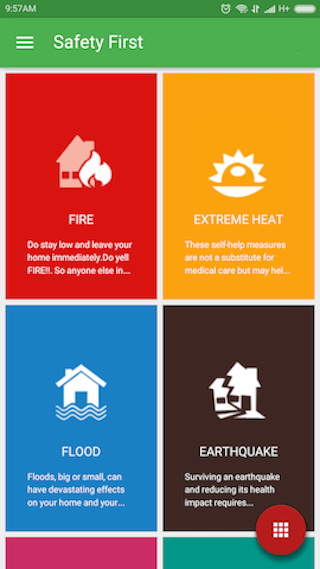 9:57AM
H+
Safety First
FIRE
Do stay low and leave your
home immediately.Do yell
FIRE!!. So anyone else in...
EXTREME HEAT
These self-help measures
are not a substitute for
medical care but may hel...
FLOOD
Floods, big or small, can
have devastating effects
on your home and your...
EARTHQUAKE
Surviving an earthquake
and reducing its health
impact requires...